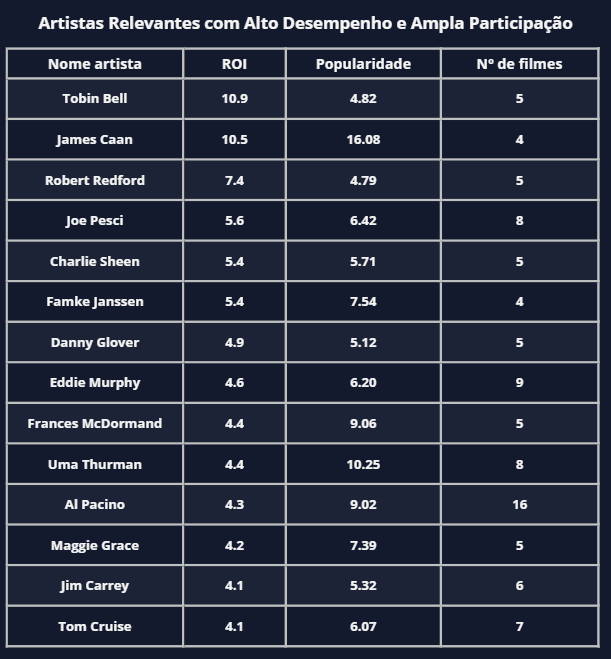 Artistas Relevantes com Alto Desempenho e Ampla Participação
Nome artista ROI Popularidade Nº de filmes
Tobin Bell 10.9 4.82 5
James Caan 10.5 16.08 4
Robert Redford 7.4 4.79 5
Joe Pesci 5.6 6.42 8
Charlie Sheen 5.4 5.71 5
Famke Janssen 5.4 7.54 4
Danny Glover 4.9 5.12 5
Eddie Murphy 4.6 6.20 9
Frances McDormand 4.4 9.06 5
Uma Thurman 4.4 10.25 8
Al Pacino 4.3 9.02 16
Maggie Grace 4.2 7.39 5
Jim Carrey 4.1 5.32 6
Tom Cruise 4.1 6.07 7